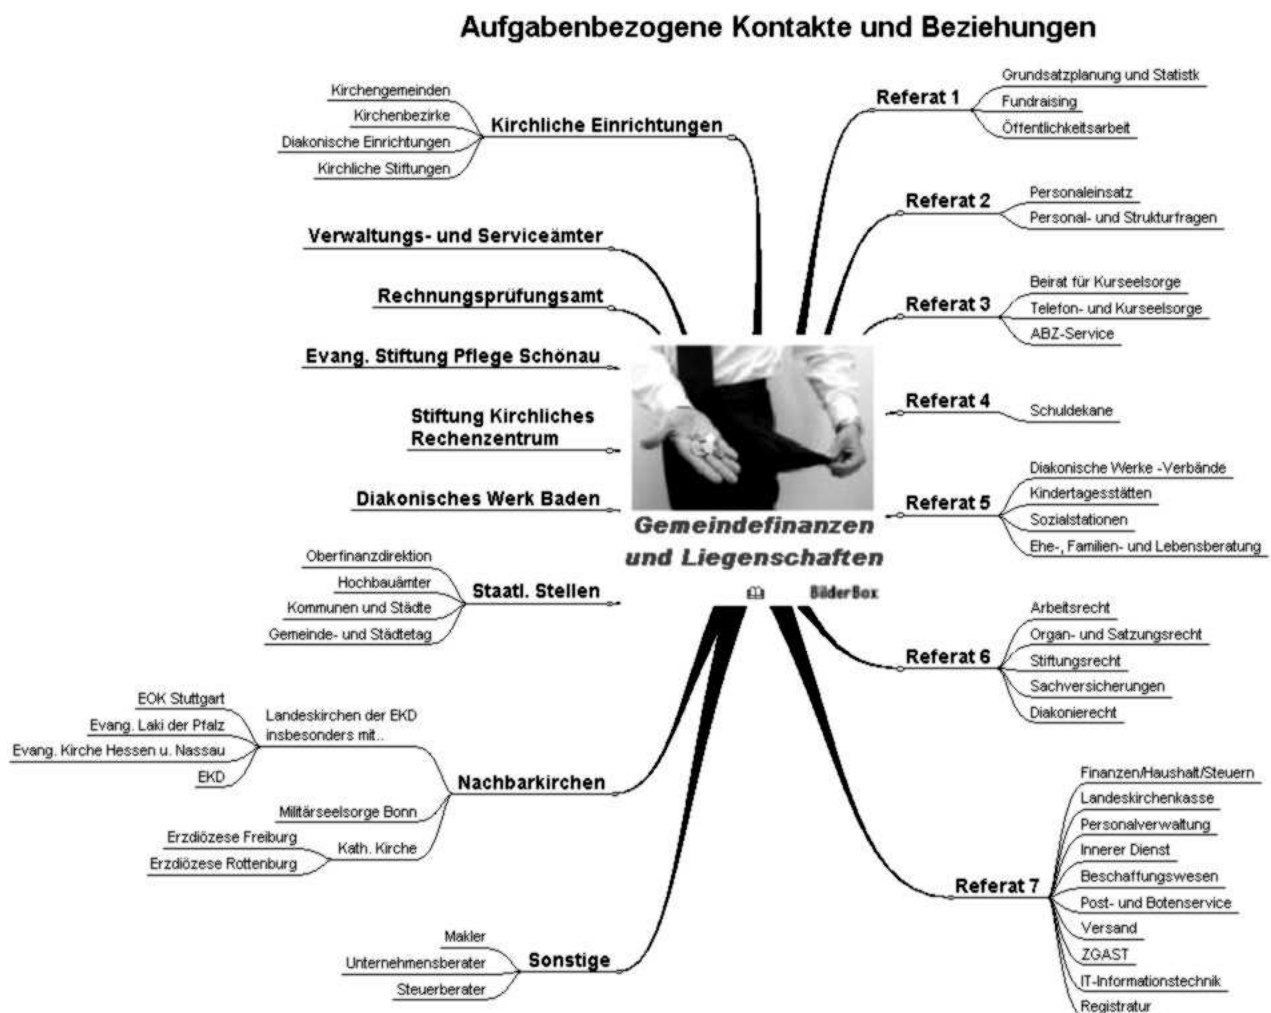 Aufgabenbezogene Kontakte und Beziehungen
Kirchengemeinden
Kirchenbezirke
Diakonische Einrichtungen
Kirchliche Stiftungen
Kirchliche Einrichtungen
Verwaltungs- und Serviceämter
Rechnungsprüfungsamt
Evang. Stiftung Pflege Schönau
Stiftung Kirchliches
Rechenzentrum
Diakonisches Werk Baden
Oberfinanzdirektion
Hochbauämter
Kommunen und Städte
Gemeinde- und Städtetag
Staatl. Stellen
EOK Stuttgart
Evang. Laki der Pfalz
Evang. Kirche Hessen u. Nassau
EKD
Landeskirchen der EKD
insbesonders mit..
Militärseelsorge Bonn
Erzdiözese Freiburg
Erzdiözese Rottenburg
Kath. Kirche
Nachbarkirchen
Makler
Unternehmensberater
Steuerberater
Sonstige
Gemeindefinanzen
und Liegenschaften
BilderBox
Referat 1
Grundsatzplanung und Statistk
Fundraising
Öffentlichkeitsarbeit
Referat 2
Personaleinsatz
Personal- und Strukturfragen
Referat 3
Beirat für Kurseelsorge
Telefon- und Kurseelsorge
ABZ-Service
Referat 4
Schuldekane
Referat 5
Diakonische Werke -Verbände
Kindertagesstätten
Sozialstationen
Ehe-, Familien- und Lebensberatung
Referat 6
Arbeitsrecht
Organ- und Satzungsrecht
Stiftungsrecht
Sachversicherungen
Diakonierecht
Referat 7
Finanzen/Haushalt/Steuern
Landeskirchenkasse
Personalverwaltung
Innerer Dienst
Beschaffungswesen
Post- und Botenservice
Versand
ZGAST
IT-Informationstechnik
Registratur